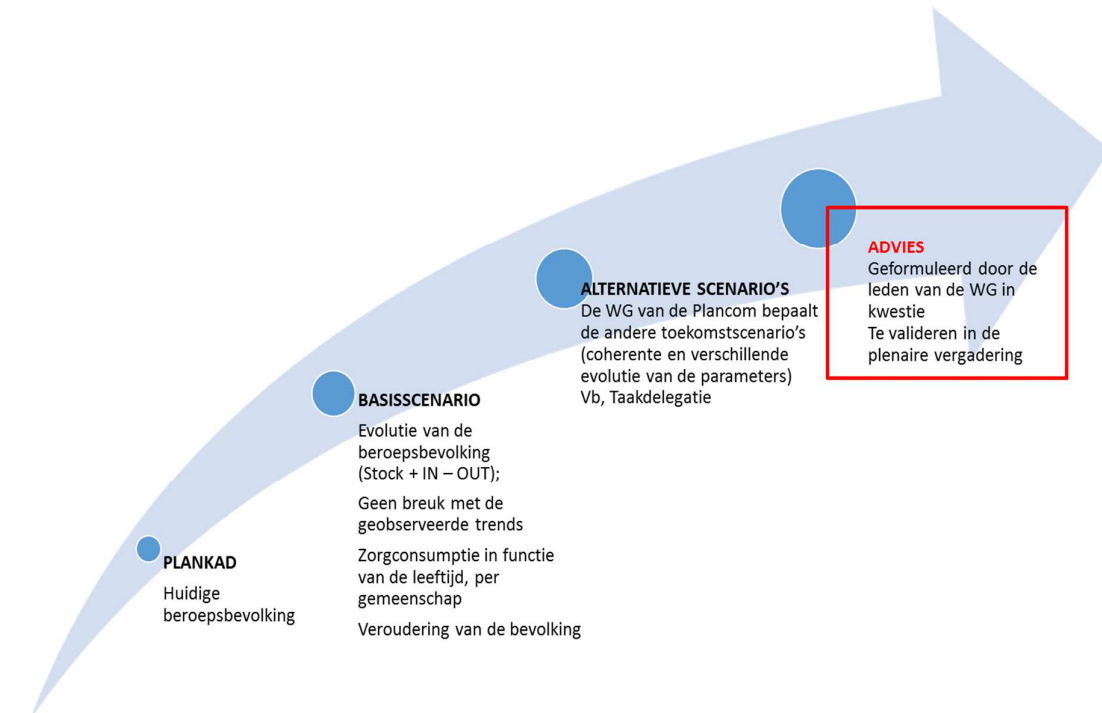 PLANKAD
Huidige
beroepsbevolking
BASISSCENARIO
Evolutie van de
beroepsbevolking
(Stock + IN – OUT);
Geen breuk met de
geobserveerde trends
Zorgconsumptie in functie
van de leeftijd, per
gemeenschap
Veroudering van de bevolking
ALTERNATIEVE SCENARIO'S
De WG van de Plancom bepaalt
de andere toekomstscenario's
(coherente en verschillende
evolutie van de parameters)
Vb, Taakdelegatie
ADVIES
Geformuleerd door de
leden van de WG in
kwestie
Te valideren in de
plenaire vergadering